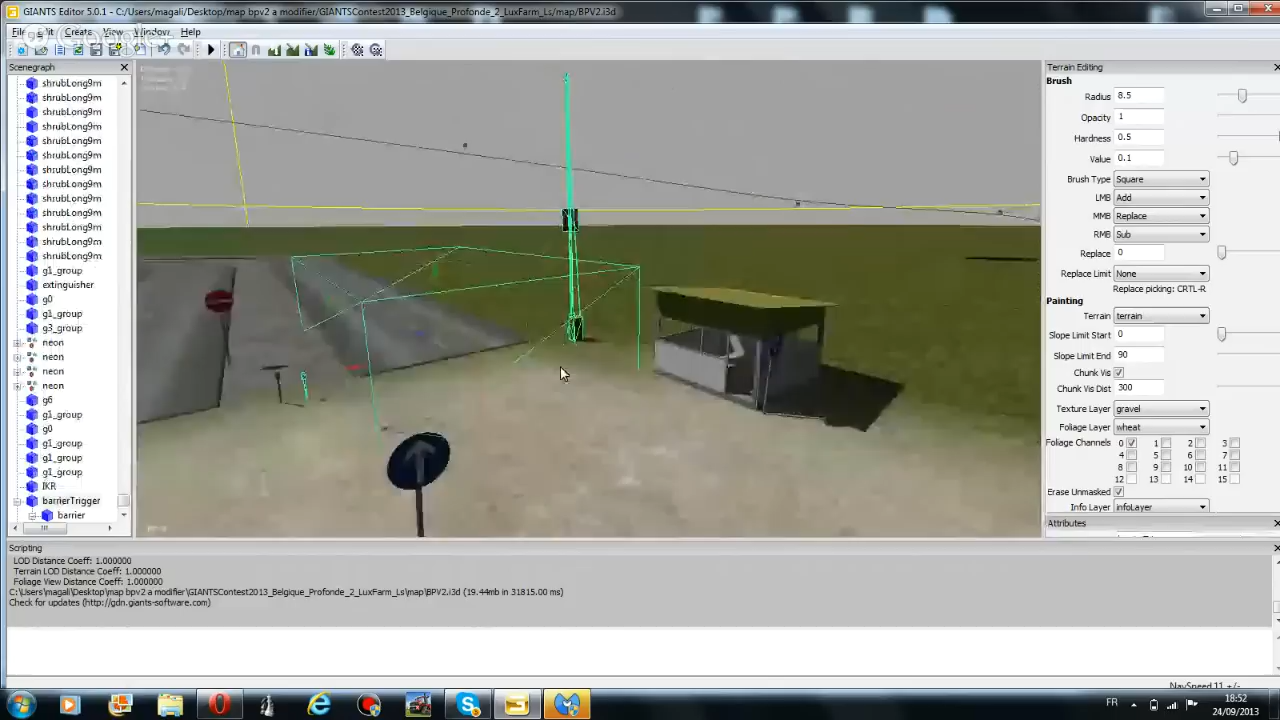 GIANTS Editor 5.0.1 - C:/Users/magali/Desktop/map bpv2 a modifier/GIANTSContest2013_Belgique_Profonde_2_LuxFarm_Ls/map/BPV2.i3d
File Edit Create View Window Help
Scenegraph
shrubLong9m
shrubLong9m
shrubLong9m
shrubLong9m
shrubLong9m
shrubLong9m
shrubLong9m
shrubLong9m
shrubLong9m
shrubLong9m
shrubLong9m
shrubLong9m
shrubLong9m
g1_group
extinguisher
g0
g1_group
g3_group
neon
neon
neon
neon
g6
g1_group
g0
g1_group
g1_group
g1_group
IKR
barrierTrigger
barrier
Terrain Editing
Brush
Radius 8.5
Opacity 1
Hardness 0.5
Value 0.1
Brush Type Square
LMB Add
MMB Replace
RMB Sub
Replace 0
Replace Limit None
Replace picking: CRTL-R
Painting
Terrain terrain
Slope Limit Start 0
Slope Limit End 90
Chunk Vis
Chunk Vis Dist 300
Texture Layer gravel
Foliage Layer wheat
Foliage Channels 0 1 2 3
4 5 6 7
8 9 10 11
12 13 14 15
Erase Unmasked
Info Layer infoLayer
Attributes
Scripting
LOD Distance Coeff: 1.000000
Terrain LOD Distance Coeff: 1.000000
Foliage View Distance Coeff: 1.000000
C:\Users\magali\Desktop\map bpv2 a modifier\GIANTSContest2013_Belgique_Profonde_2_LuxFarm_Ls\map\BPV2.i3d (19.44mb in 31815.00 ms)
Check for updates (http://gdn.giants-software.com)
NavSpeed 11 +/-
FR
18:52
24/09/2013